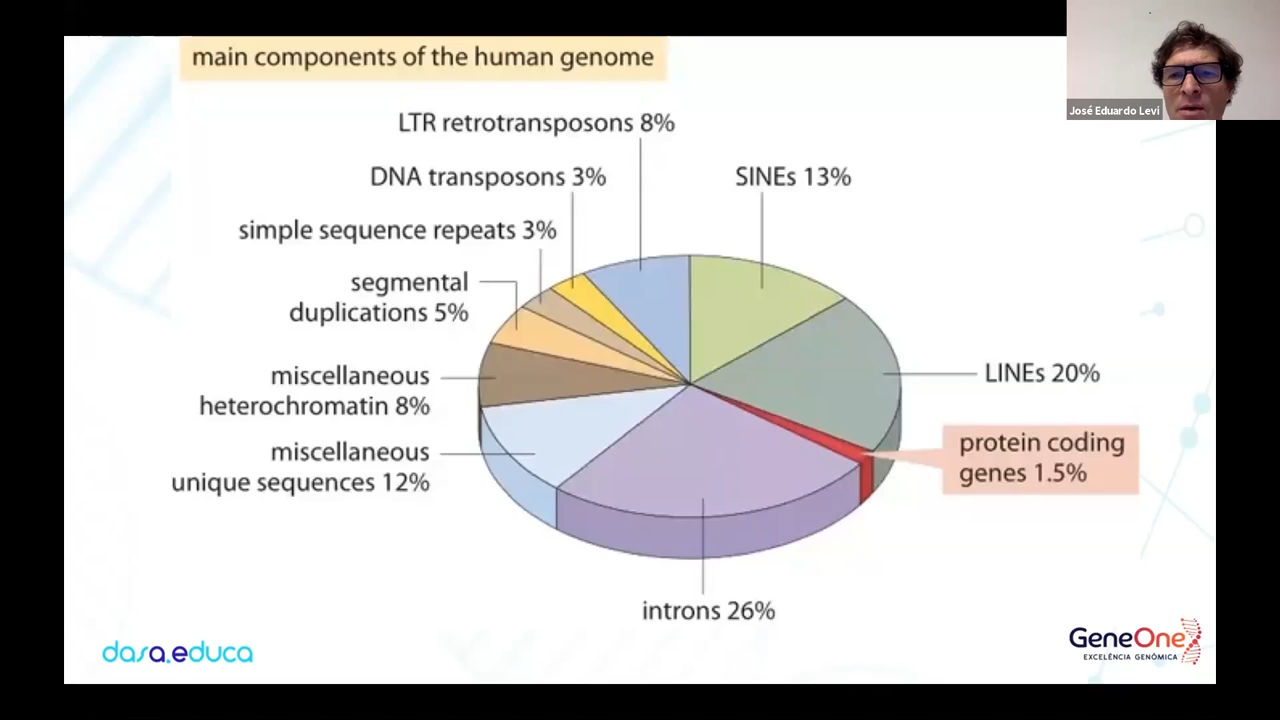 main components of the human genome
José Eduardo Levi
LTR retrotransposons 8%
DNA transposons 3%
SINEs 13%
simple sequence repeats 3%
segmental
duplications 5%
miscellaneous
heterochromatin 8%
LINEs 20%
miscellaneous
unique sequences 12%
protein coding
genes 1.5%
introns 26%
dasa.educa
GeneOne
EXCELÊNCIA GENÔMICA